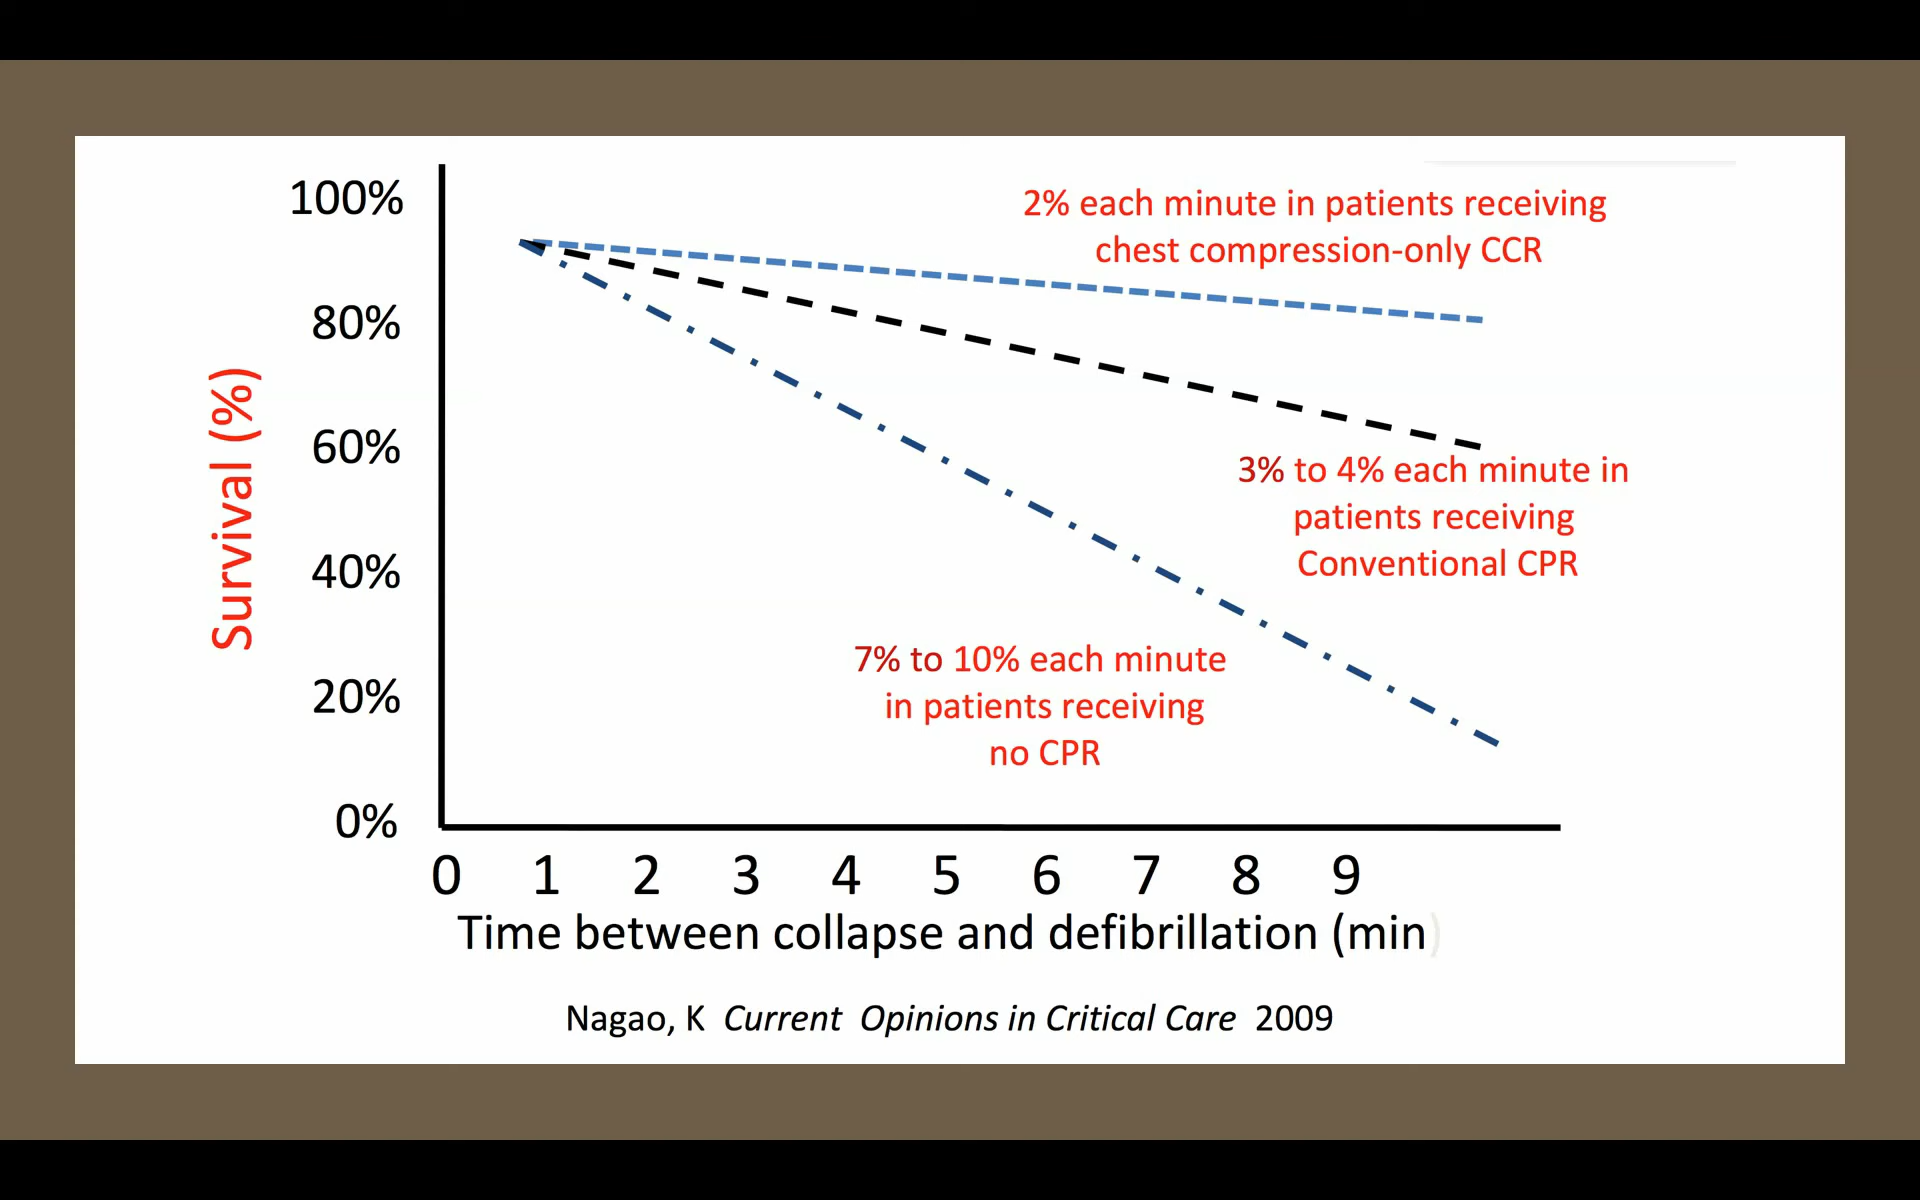 100%
80%
60%
40%
20%
0%
Survival (%)
2% each minute in patients receiving
chest compression-only CCR
3% to 4% each minute in
patients receiving
Conventional CPR
7% to 10% each minute
in patients receiving
no CPR
0 1 2 3 4 5 6 7 8 9
Time between collapse and defibrillation (min)
Nagao, K Current Opinions in Critical Care 2009